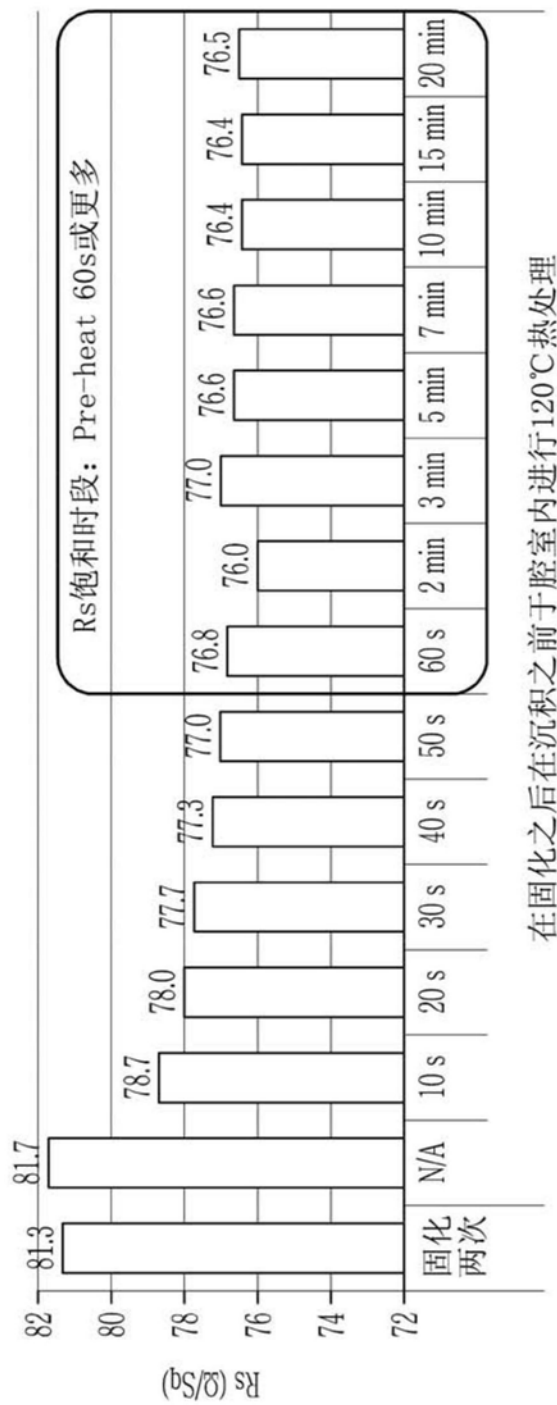 Rs (Ω/Sq)
82
80
78
76
74
72
81.3
81.7
78.7
78.0
77.7
77.3
77.0
76.8
76.0
77.0
76.6
76.6
76.4
76.4
76.5
Rs饱和时段: Pre-heat 60s或更多
固化
两次
N/A
10 s
20 s
30 s
40 s
50 s
60 s
2 min
3 min
5 min
7 min
10 min
15 min
20 min
在固化之后在沉积之前于腔室内进行120℃热处理